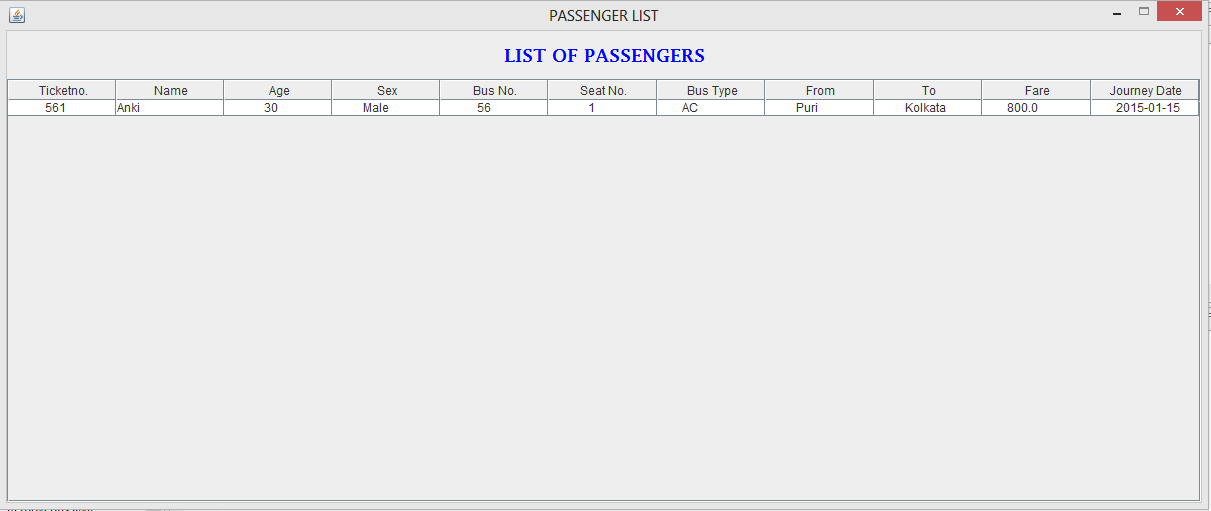 PASSENGER LIST
LIST OF PASSENGERS
Ticketno. Name Age Sex Bus No. Seat No. Bus Type From To Fare Journey Date
561 Anki 30 Male 56 1 AC Puri Kolkata 800.0 2015-01-15